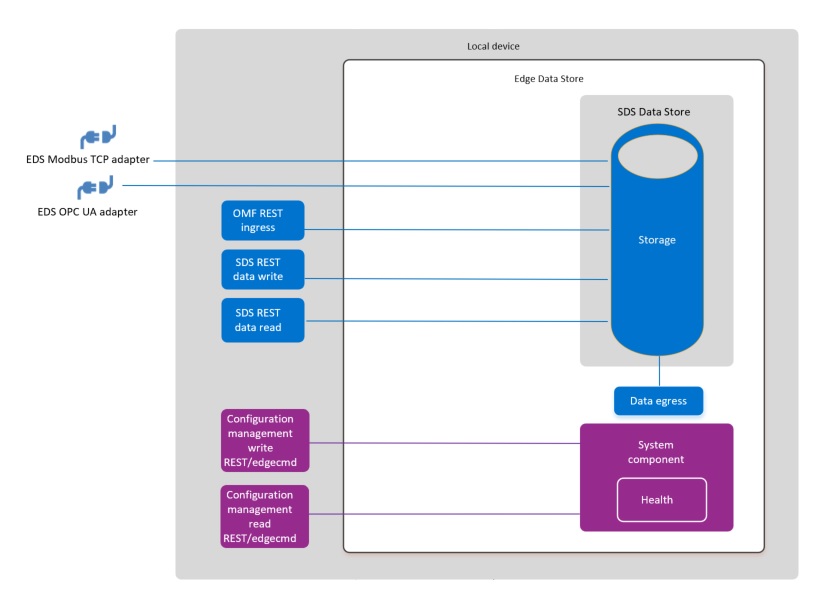 Local device
Edge Data Store
SDS Data Store
EDS Modbus TCP adapter
EDS OPC UA adapter
OMF REST
ingress
Storage
SDS REST
data write
SDS REST
data read
Data egress
Configuration
management
write
REST/edgecmd
System
component
Configuration
management
read
REST/edgecmd
Health